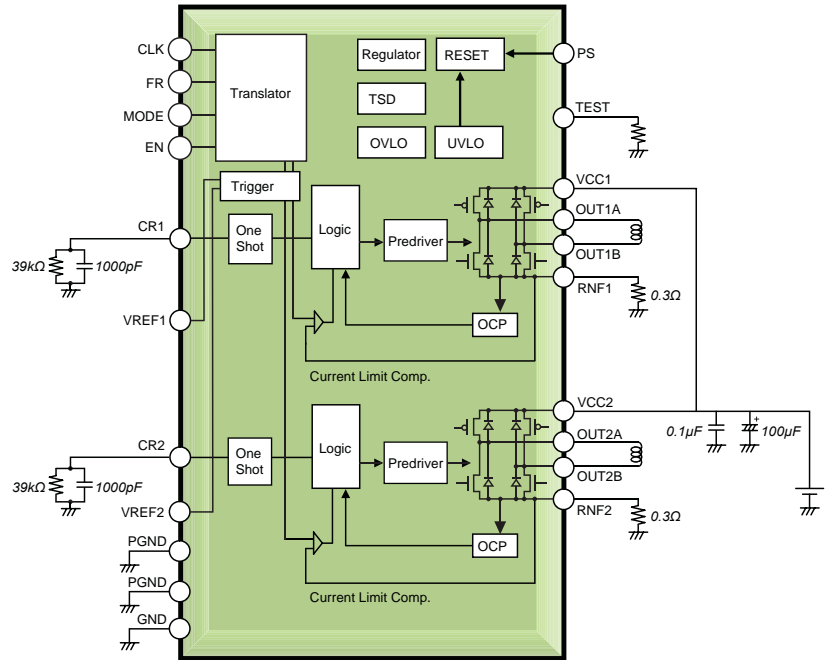 CLK
FR
MODE
EN
Translator
Regulator
RESET
PS
TSD
TEST
OVLO
UVLO
Trigger
VCC1
OUT1A
OUT1B
RNF1
0.3Ω
CR1
39kΩ
1000pF
One
Shot
Logic
Predriver
OCP
VREF1
Current Limit Comp.
VCC2
0.1µF
+
100µF
OUT2A
OUT2B
RNF2
0.3Ω
CR2
39kΩ
1000pF
One
Shot
Logic
Predriver
OCP
VREF2
PGND
PGND
GND
Current Limit Comp.